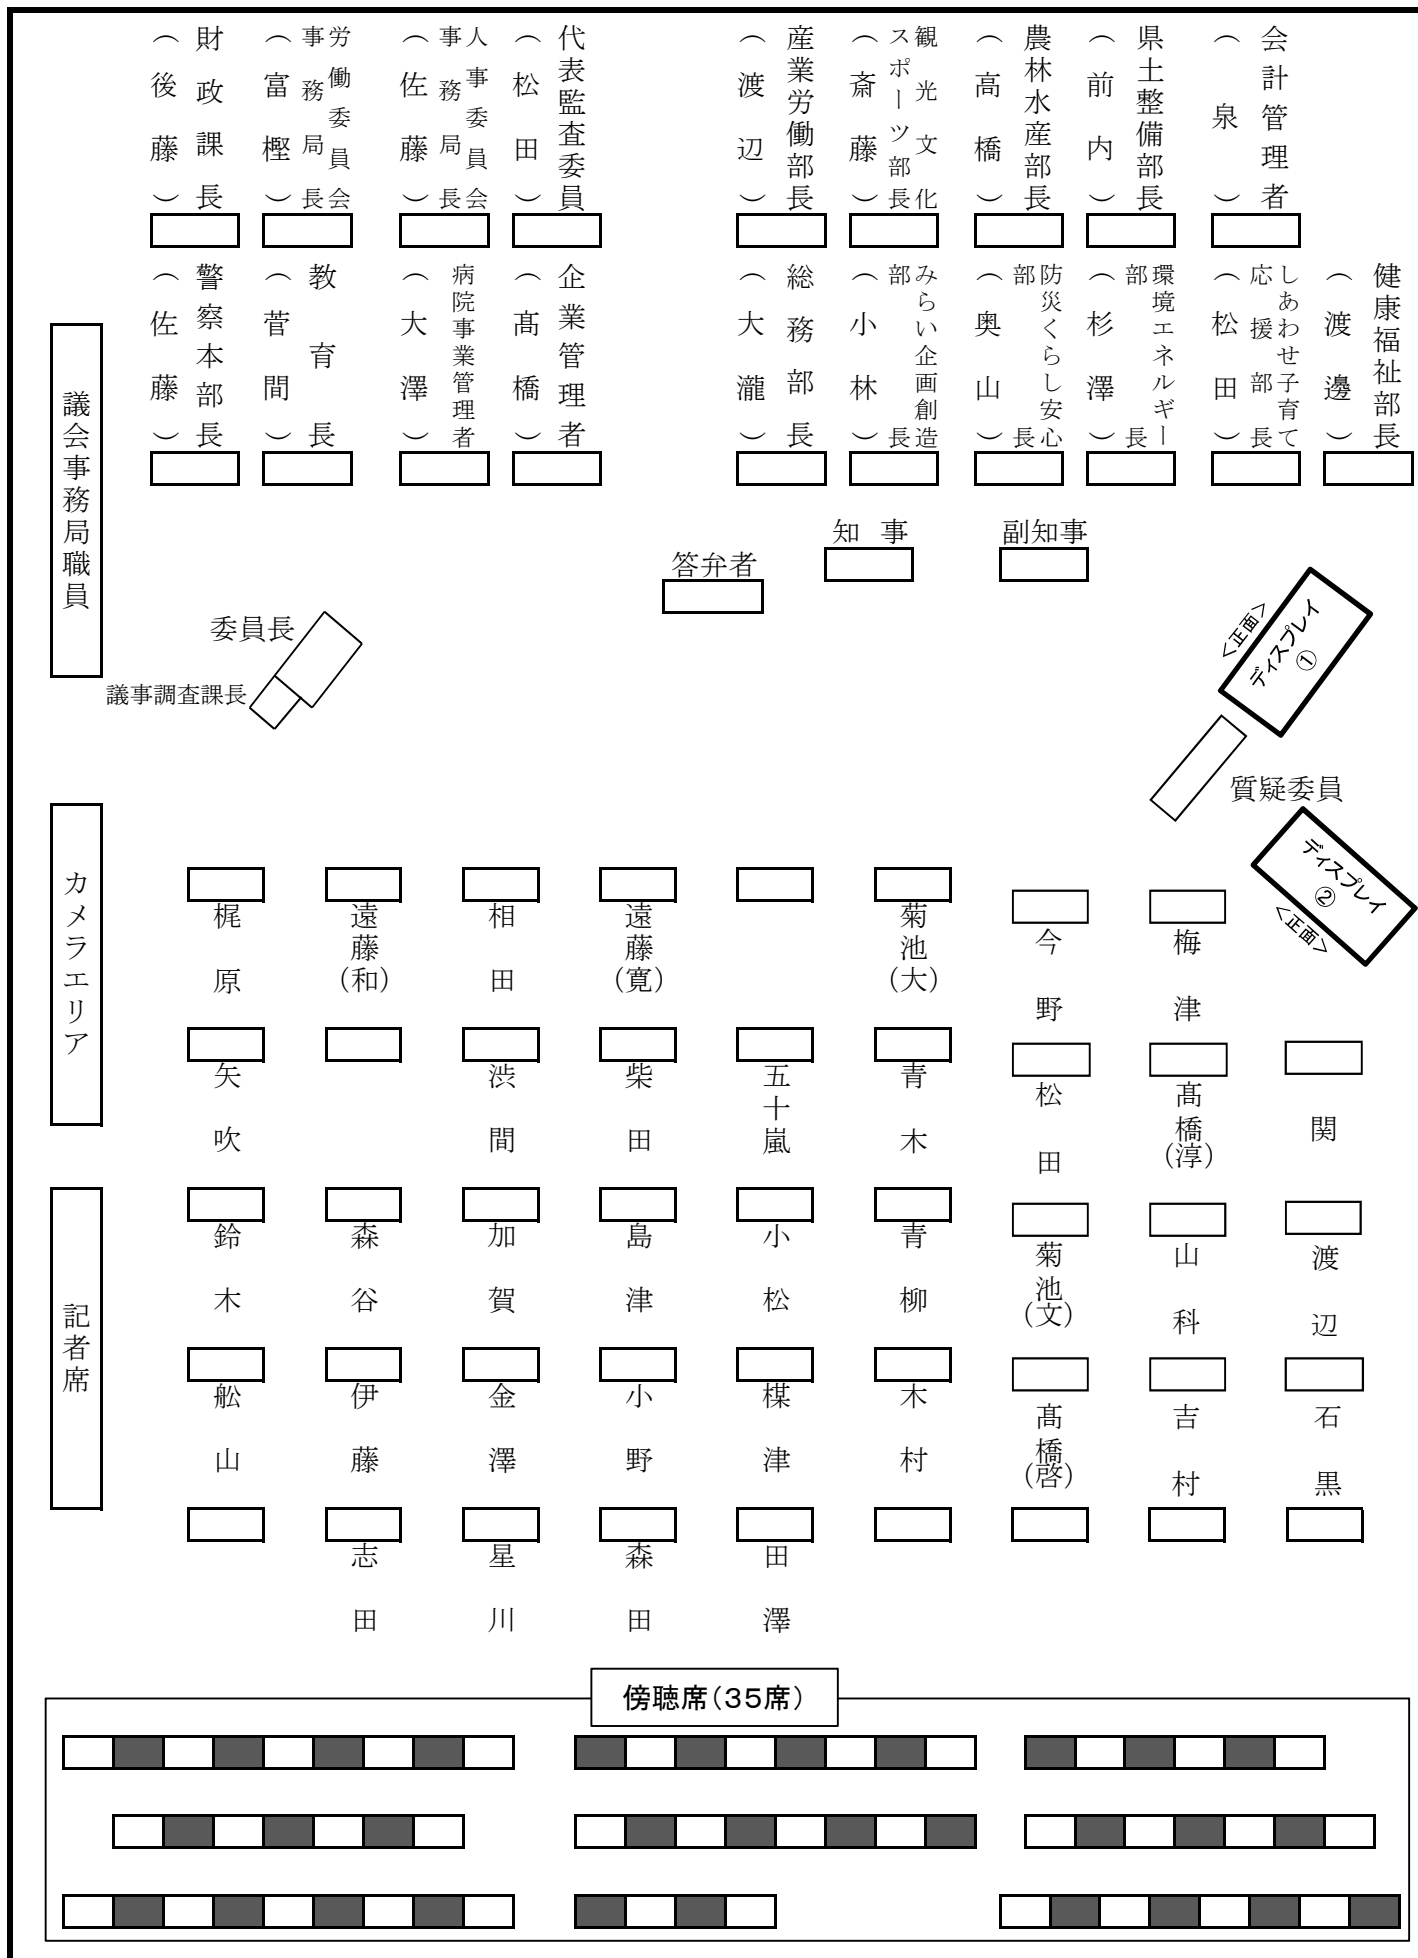 財政課長
（後藤）
労働委員会
事務局長
（富樫）
人事委員会
事務局長
（佐藤）
代表監査委員
（松田）
産業労働部長
（渡辺）
観光文化
スポーツ部長
（斎藤）
農林水産部長
（高橋）
県土整備部長
（前内）
会計管理者
（泉）
警察本部長
（佐藤）
教育長
（菅間）
病院事業管理者
（大澤）
企業管理者
（髙橋）
総務部長
（大瀧）
みらい企画創造
部長
（小林）
防災くらし安心
部長
（奥山）
環境エネルギー
部長
（杉澤）
しあわせ子育て
応援部長
（松田）
健康福祉部長
（渡邊）
議会事務局職員
知事
副知事
答弁者
委員長
議事調査課長
＜正面＞
ディスプレイ
①
質疑委員
ディスプレイ
②
＜正面＞
カメラエリア
梶原
遠藤(和)
相田
遠藤(寛)
菊池(大)
今野
梅津
矢吹
渋間
柴田
五十嵐
青木
松田
髙橋(淳)
関
記者席
鈴木
森谷
加賀
島津
小松
青柳
菊池(文)
山科
渡辺
舩山
伊藤
金澤
小野
楳津
木村
髙橋(啓)
吉村
石黒
志田
星川
森田
田澤
傍聴席(35席)